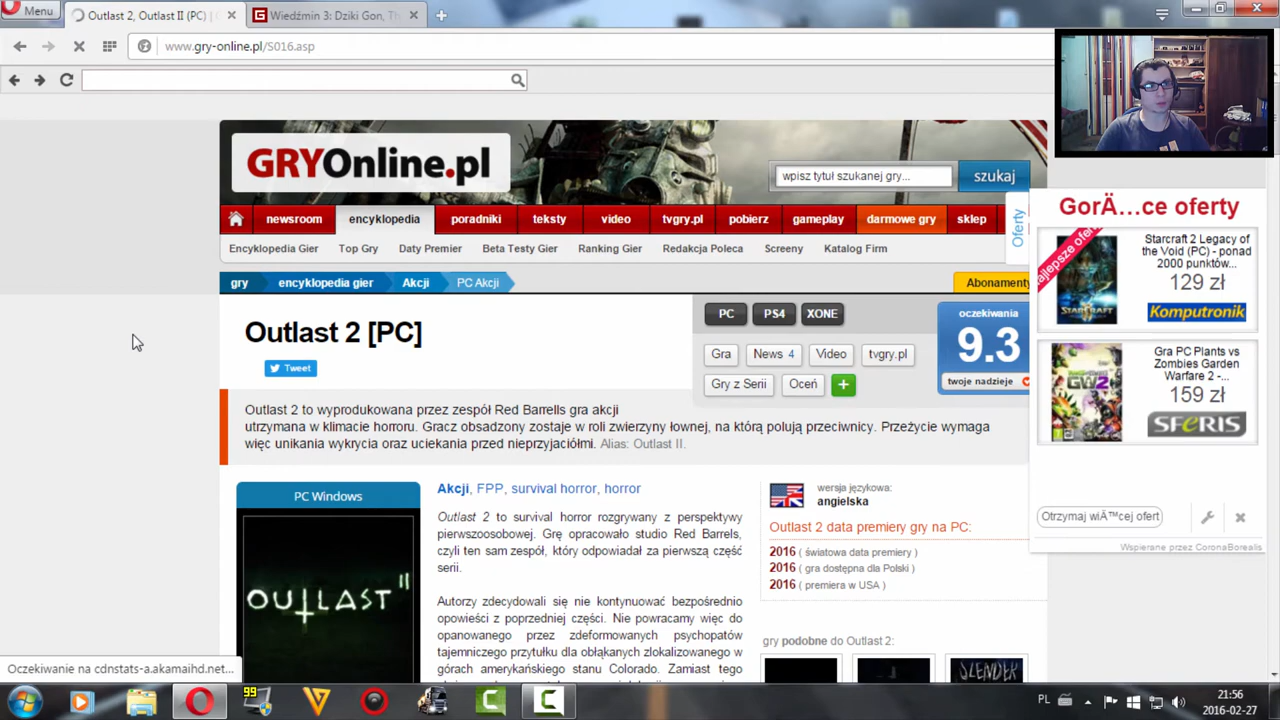 Menu
Outlast 2, Outlast II (PC) |
Wiedźmin 3: Dziki Gon, Th
www.gry-online.pl/S016.asp
GRYOnline.pl
wpisz tytuł szukanej gry...
szukaj
newsroom
encyklopedia
poradniki
teksty
video
tvgry.pl
pobierz
gameplay
darmowe gry
sklep
Encyklopedia Gier
Top Gry
Daty Premier
Beta Testy Gier
Ranking Gier
Redakcja Poleca
Screeny
Katalog Firm
gry
encyklopedia gier
Akcji
PC Akcji
Abonamenty
Outlast 2 [PC]
Tweet
PC
PS4
XONE
Gra
News 4
Video
tvgry.pl
Gry z Serii
Oceń
oczekiwania
9.3
twoje nadzieje
Outlast 2 to wyprodukowana przez zespół Red Barrells gra akcji
utrzymana w klimacie horroru. Gracz obsadzony zostaje w roli zwierzyny łownej, na którą polują przeciwnicy. Przeżycie wymaga
więc unikania wykrycia oraz uciekania przed nieprzyjaciółmi. Alias: Outlast II.
PC Windows
OUTLAST II
Akcji, FPP, survival horror, horror
Outlast 2 to survival horror rozgrywany z perspektywy
pierwszoosobowej. Grę opracowało studio Red Barrels,
czyli ten sam zespół, który odpowiadał za pierwszą część
serii.
Autorzy zdecydowali się nie kontynuować bezpośrednio
opowieści z poprzedniej części. Nie powracamy więc do
opanowanego przez zdeformowanych psychopatów
tajemniczego przytułku dla obłąkanych zlokalizowanego w
górach amerykańskiego stanu Colorado. Zamiast tego
wersja językowa:
angielska
Outlast 2 data premiery gry na PC:
2016 ( światowa data premiery )
2016 ( gra dostępna dla Polski )
2016 ( premiera w USA )
gry podobne do Outlast 2:
SLENDER
Oferty
GorÄ…ce oferty
najlepsze oferty
Starcraft 2 Legacy of
the Void (PC) - ponad
2000 punktów...
129 zł
Komputronik
STARCRAFT
Gra PC Plants vs
Zombies Garden
Warfare 2 -...
159 zł
SFERIS
GW2
Otrzymaj wiÄ™cej ofert
Wspierane przez CoronaBorealis
Oczekiwanie na cdnstats-a.akamaihd.net...
99
PL
21:56
2016-02-27